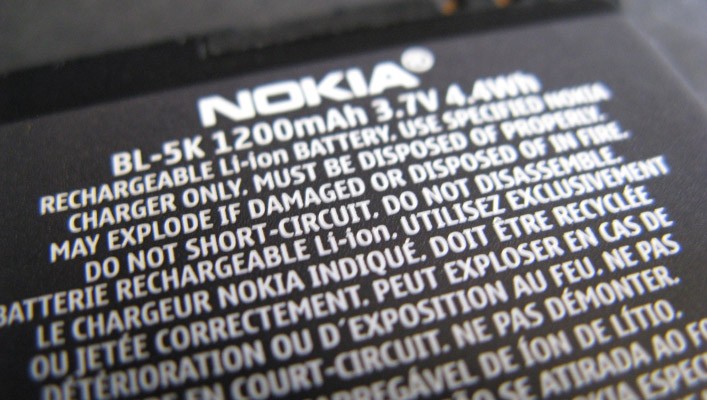 NOKIA®
BL-5K 1200mAh 3.7V 4.4Wh
RECHARGEABLE Li-ion BATTERY. USE SPECIFIED NOKIA
CHARGER ONLY. MUST BE DISPOSED OF PROPERLY.
MAY EXPLODE IF DAMAGED OR DISPOSED OF IN FIRE.
DO NOT SHORT-CIRCUIT. DO NOT DISASSEMBLE.
BATTERIE RECHARGEABLE Li-ion. UTILISEZ EXCLUSIVEMENT
LE CHARGEUR NOKIA INDIQUÉ. DOIT ÊTRE RECYCLÉE
OU JETÉE CORRECTEMENT. PEUT EXPLOSER EN CAS DE
DÉTÉRIORATION OU D'EXPOSITION AU FEU. NE PAS
EN COURT-CIRCUIT. NE PAS DÉMONTER.
DE ÍON DE LÍTIO.
SE ATIRADA AO
NOKIA